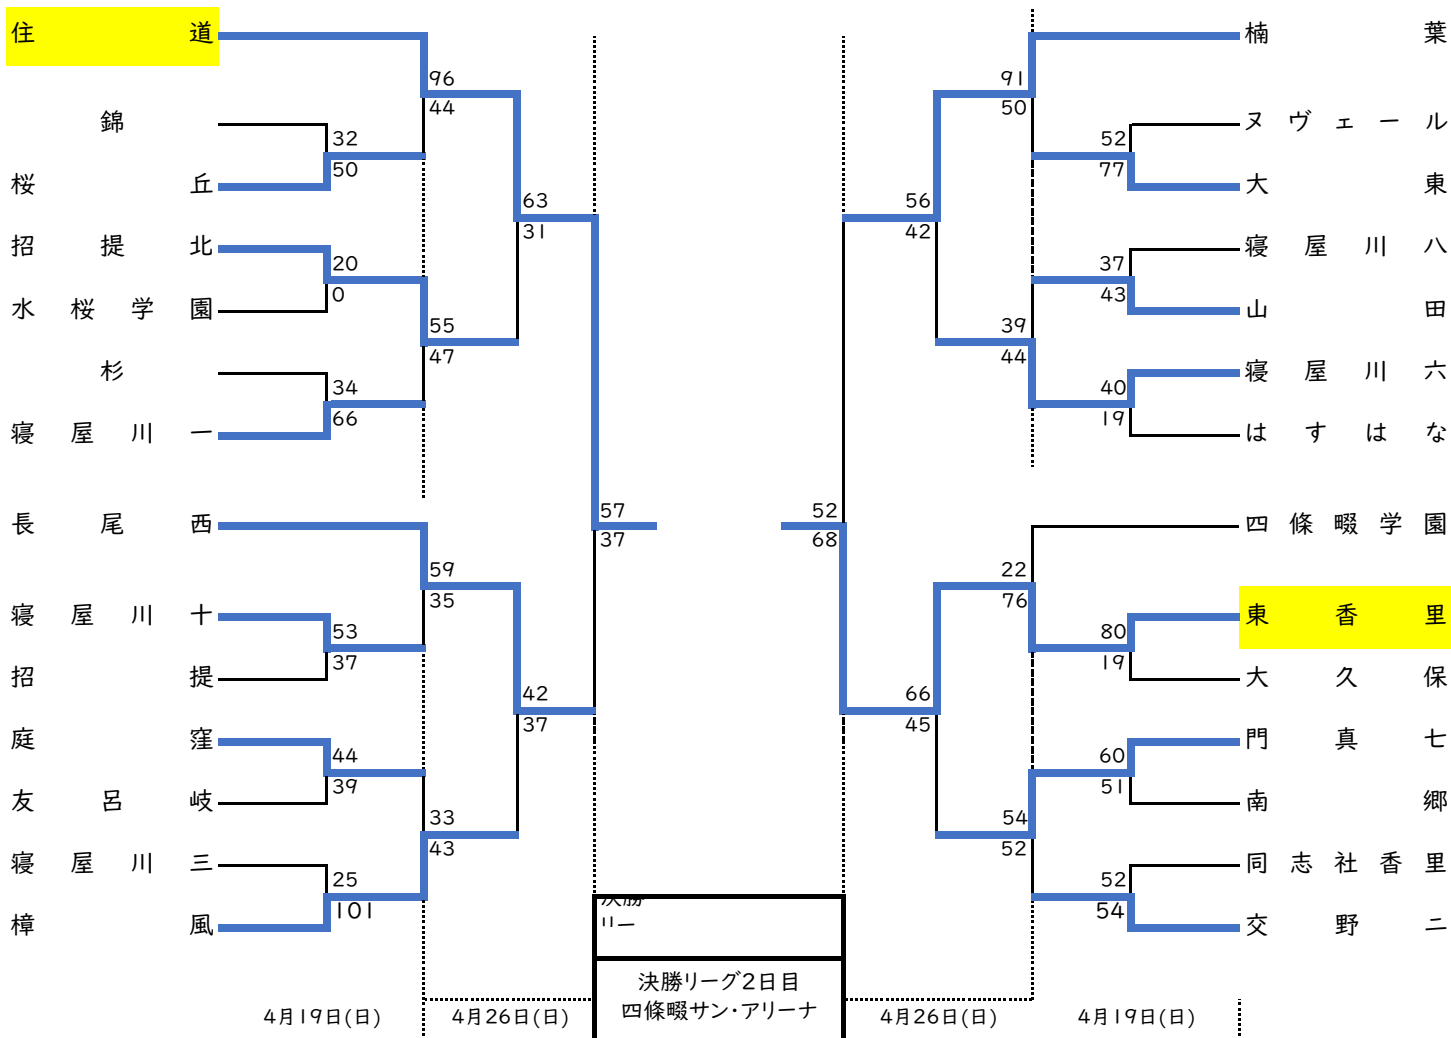 住道
96
44
錦
32
50
桜丘
63
31
招提北
20
0
水桜学園
55
47
杉
34
66
寝屋川一
57
37
長尾西
59
35
寝屋川十
53
37
招提
42
37
庭窪
44
39
友呂岐
33
43
寝屋川三
25
101
樟風
4月19日(日)
4月26日(日)
決勝
リー
決勝リーグ2日目
四條畷サン・アリーナ
楠葉
91
50
ヌヴェール
52
77
大東
56
42
寝屋川八
37
43
山田
39
44
寝屋川六
40
19
はすはな
52
68
四條畷学園
22
76
東香里
80
19
大久保
66
45
門真七
60
51
南郷
54
52
同志社香里
52
54
交野二
4月26日(日)
4月19日(日)